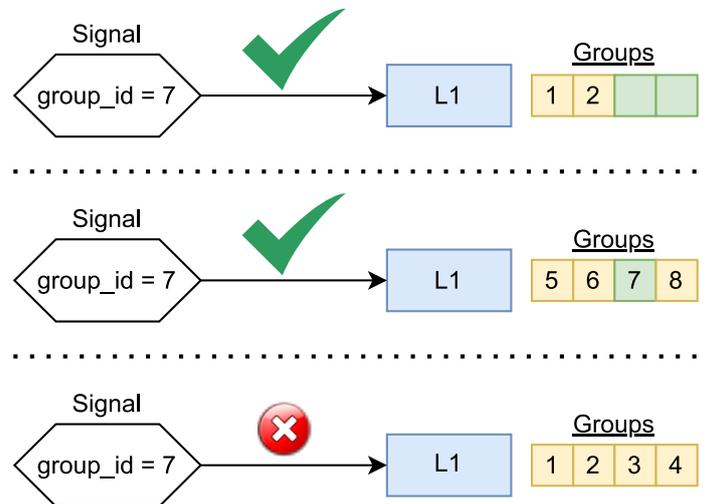 Signal
group_id = 7
L1
Groups
1 2
Signal
group_id = 7
L1
Groups
5 6 7 8
Signal
group_id = 7
L1
Groups
1 2 3 4